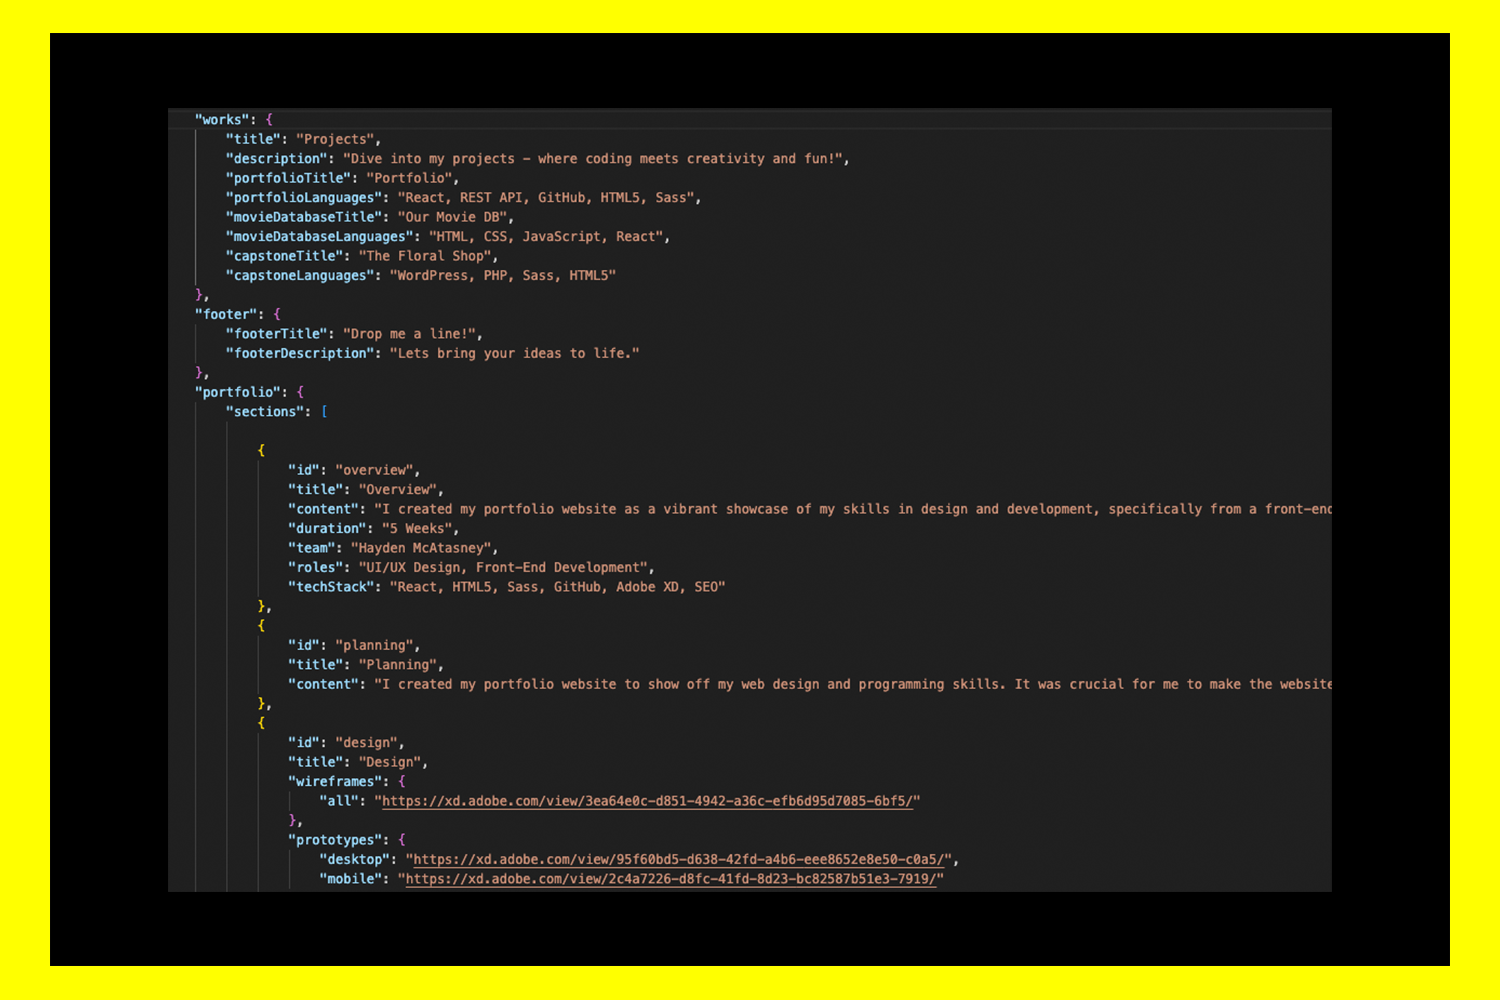 "works": {
"title": "Projects",
"description": "Dive into my projects – where coding meets creativity and fun!",
"portfolioTitle": "Portfolio",
"portfolioLanguages": "React, REST API, GitHub, HTML5, Sass",
"movieDatabaseTitle": "Our Movie DB",
"movieDatabaseLanguages": "HTML, CSS, JavaScript, React",
"capstoneTitle": "The Floral Shop",
"capstoneLanguages": "WordPress, PHP, Sass, HTML5"
},
"footer": {
"footerTitle": "Drop me a line!",
"footerDescription": "Lets bring your ideas to life."
},
"portfolio": {
"sections": [
{
"id": "overview",
"title": "Overview",
"content": "I created my portfolio website as a vibrant showcase of my skills in design and development, specifically from a front-end
"duration": "5 Weeks",
"team": "Hayden McAtasney",
"roles": "UI/UX Design, Front-End Development",
"techStack": "React, HTML5, Sass, GitHub, Adobe XD, SEO"
},
{
"id": "planning",
"title": "Planning",
"content": "I created my portfolio website to show off my web design and programming skills. It was crucial for me to make the website
},
{
"id": "design",
"title": "Design",
"wireframes": {
"all": "https://xd.adobe.com/view/3ea64e0c-d851-4942-a36c-efb6d95d7085-6bf5/"
},
"prototypes": {
"desktop": "https://xd.adobe.com/view/95f60bd5-d638-42fd-a4b6-eee8652e8e50-c0a5/",
"mobile": "https://xd.adobe.com/view/2c4a7226-d8fc-41fd-8d23-bc82587b51e3-7919/"